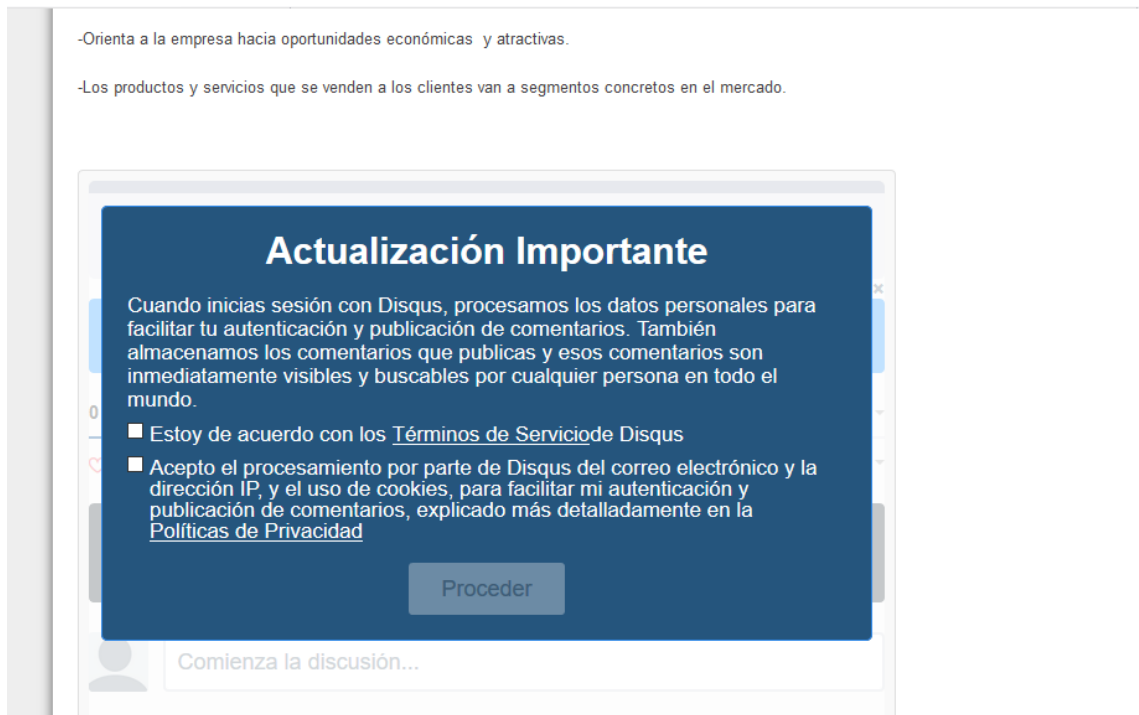 -Orienta a la empresa hacia oportunidades económicas y atractivas.
-Los productos y servicios que se venden a los clientes van a segmentos concretos en el mercado.
Actualización Importante
Cuando inicias sesión con Disqus, procesamos los datos personales para
facilitar tu autenticación y publicación de comentarios. También
almacenamos los comentarios que publicas y esos comentarios son
inmediatamente visibles y buscables por cualquier persona en todo el
mundo.
0
Estoy de acuerdo con los Términos de Serviciode Disqus
Acepto el procesamiento por parte de Disqus del correo electrónico y la
dirección IP, y el uso de cookies, para facilitar mi autenticación y
publicación de comentarios, explicado más detalladamente en la
Políticas de Privacidad
Proceder
Comienza la discusión...